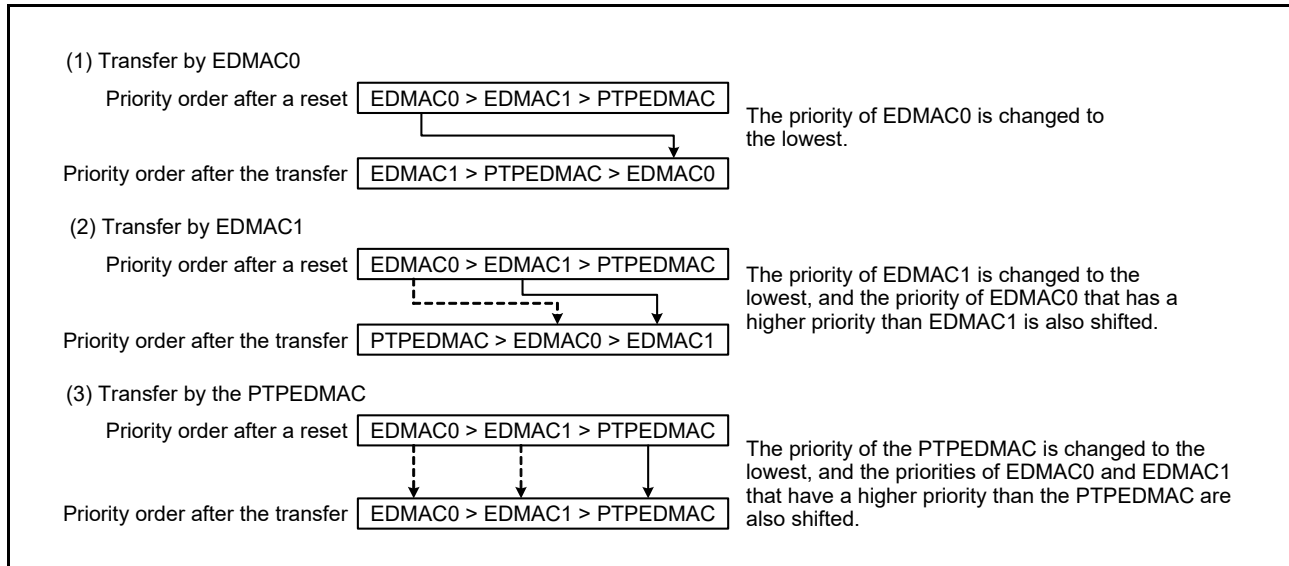 (1) Transfer by EDMAC0
Priority order after a reset
EDMAC0 > EDMAC1 > PTPEDMAC
The priority of EDMAC0 is changed to
the lowest.
Priority order after the transfer
EDMAC1 > PTPEDMAC > EDMAC0
(2) Transfer by EDMAC1
Priority order after a reset
EDMAC0 > EDMAC1 > PTPEDMAC
The priority of EDMAC1 is changed to the
lowest, and the priority of EDMAC0 that has a
higher priority than EDMAC1 is also shifted.
Priority order after the transfer
PTPEDMAC > EDMAC0 > EDMAC1
(3) Transfer by the PTPEDMAC
Priority order after a reset
EDMAC0 > EDMAC1 > PTPEDMAC
The priority of the PTPEDMAC is changed to the
lowest, and the priorities of EDMAC0 and EDMAC1
that have a higher priority than the PTPEDMAC are
also shifted.
Priority order after the transfer
EDMAC0 > EDMAC1 > PTPEDMAC